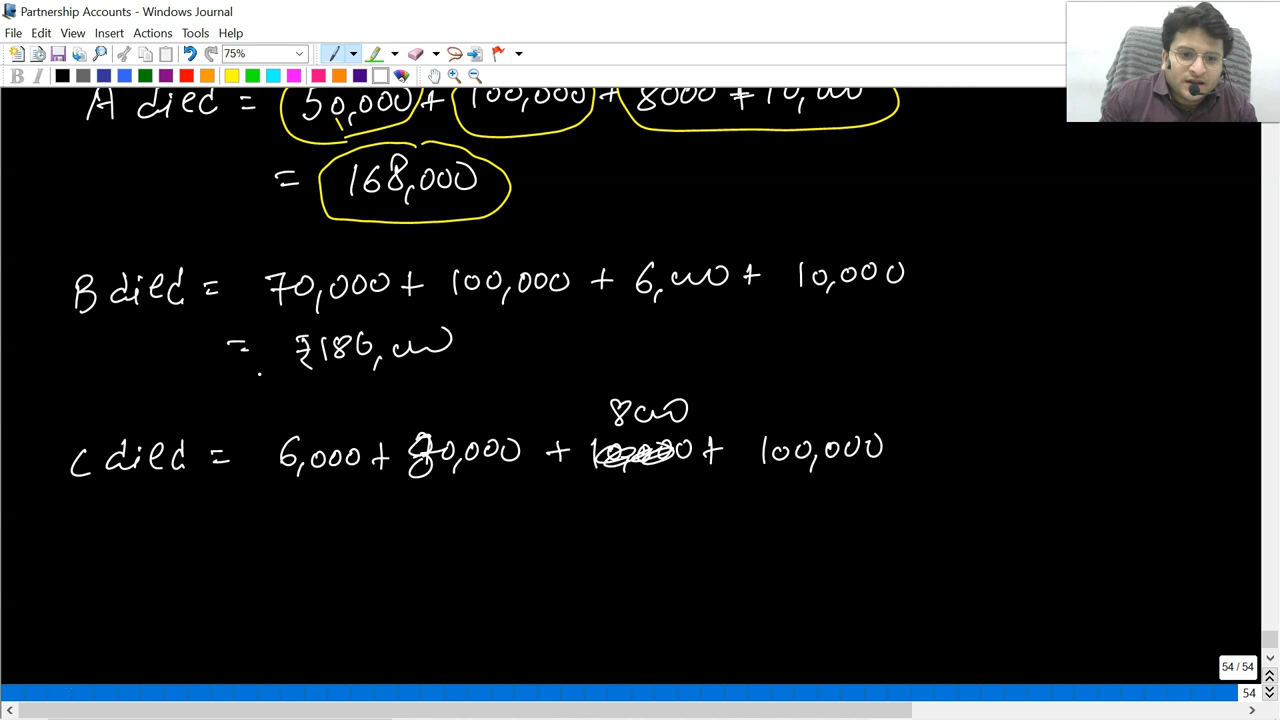 Partnership Accounts - Windows Journal
File Edit View Insert Actions Tools Help
75%
B I
A died = 50,000 + 100,000 + 8000 + 10,000
= 168,000
B died = 70,000 + 100,000 + 6,000 + 10,000
= ₹186,000
8000
C died = 6,000 + 80,000 + + 100,000
54 / 54
54